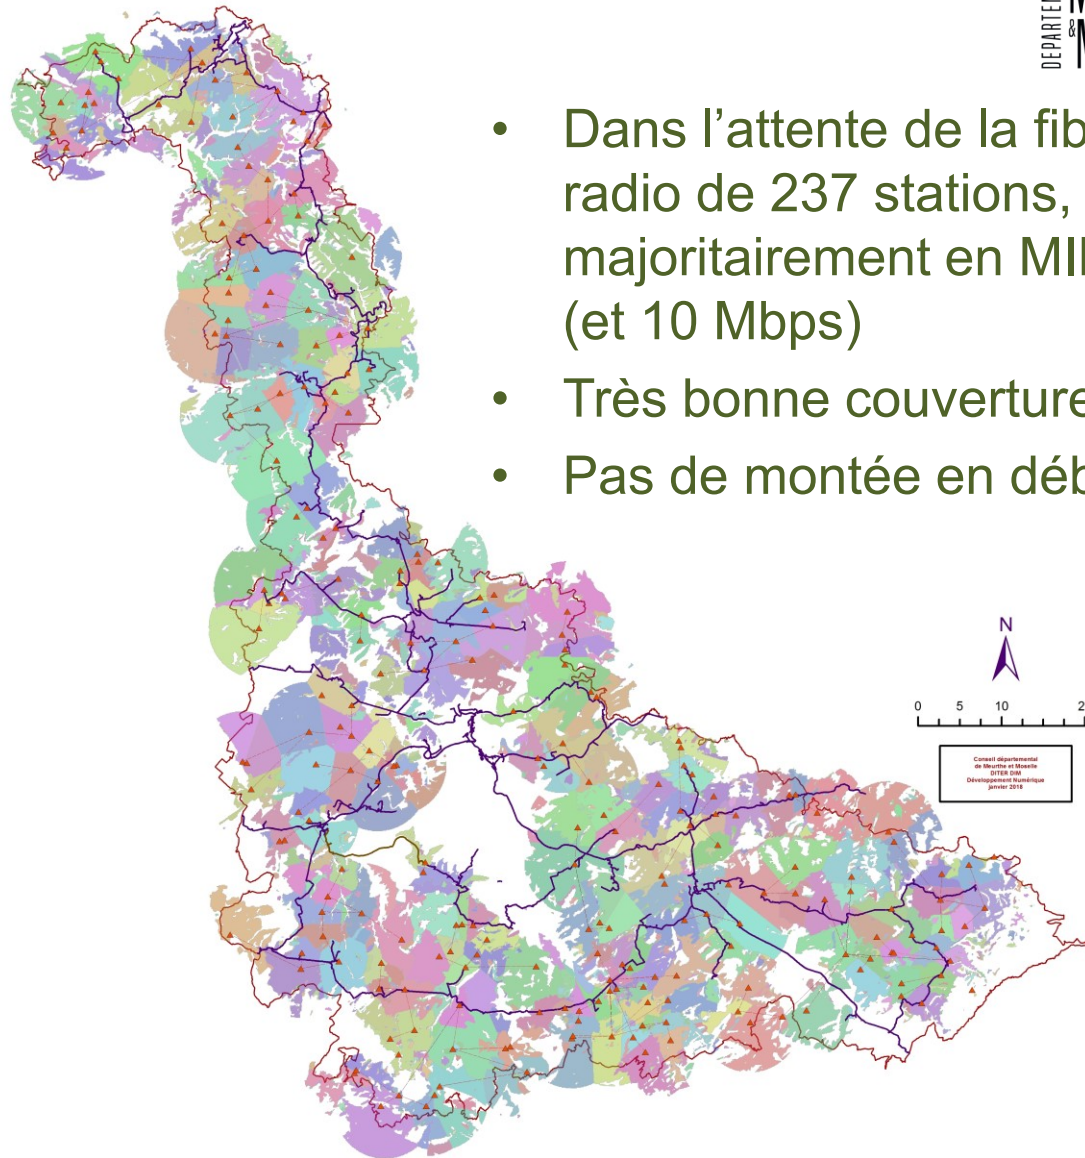 DEPARTEM
&
M
M
• Dans l’attente de la fib
radio de 237 stations,
majoritairement en MI
(et 10 Mbps)
• Très bonne couverture
• Pas de montée en déb
N
0 5 10 2
Conseil départemental
de Meurthe et Moselle
DITER DIM
Développement Numérique
janvier 2018